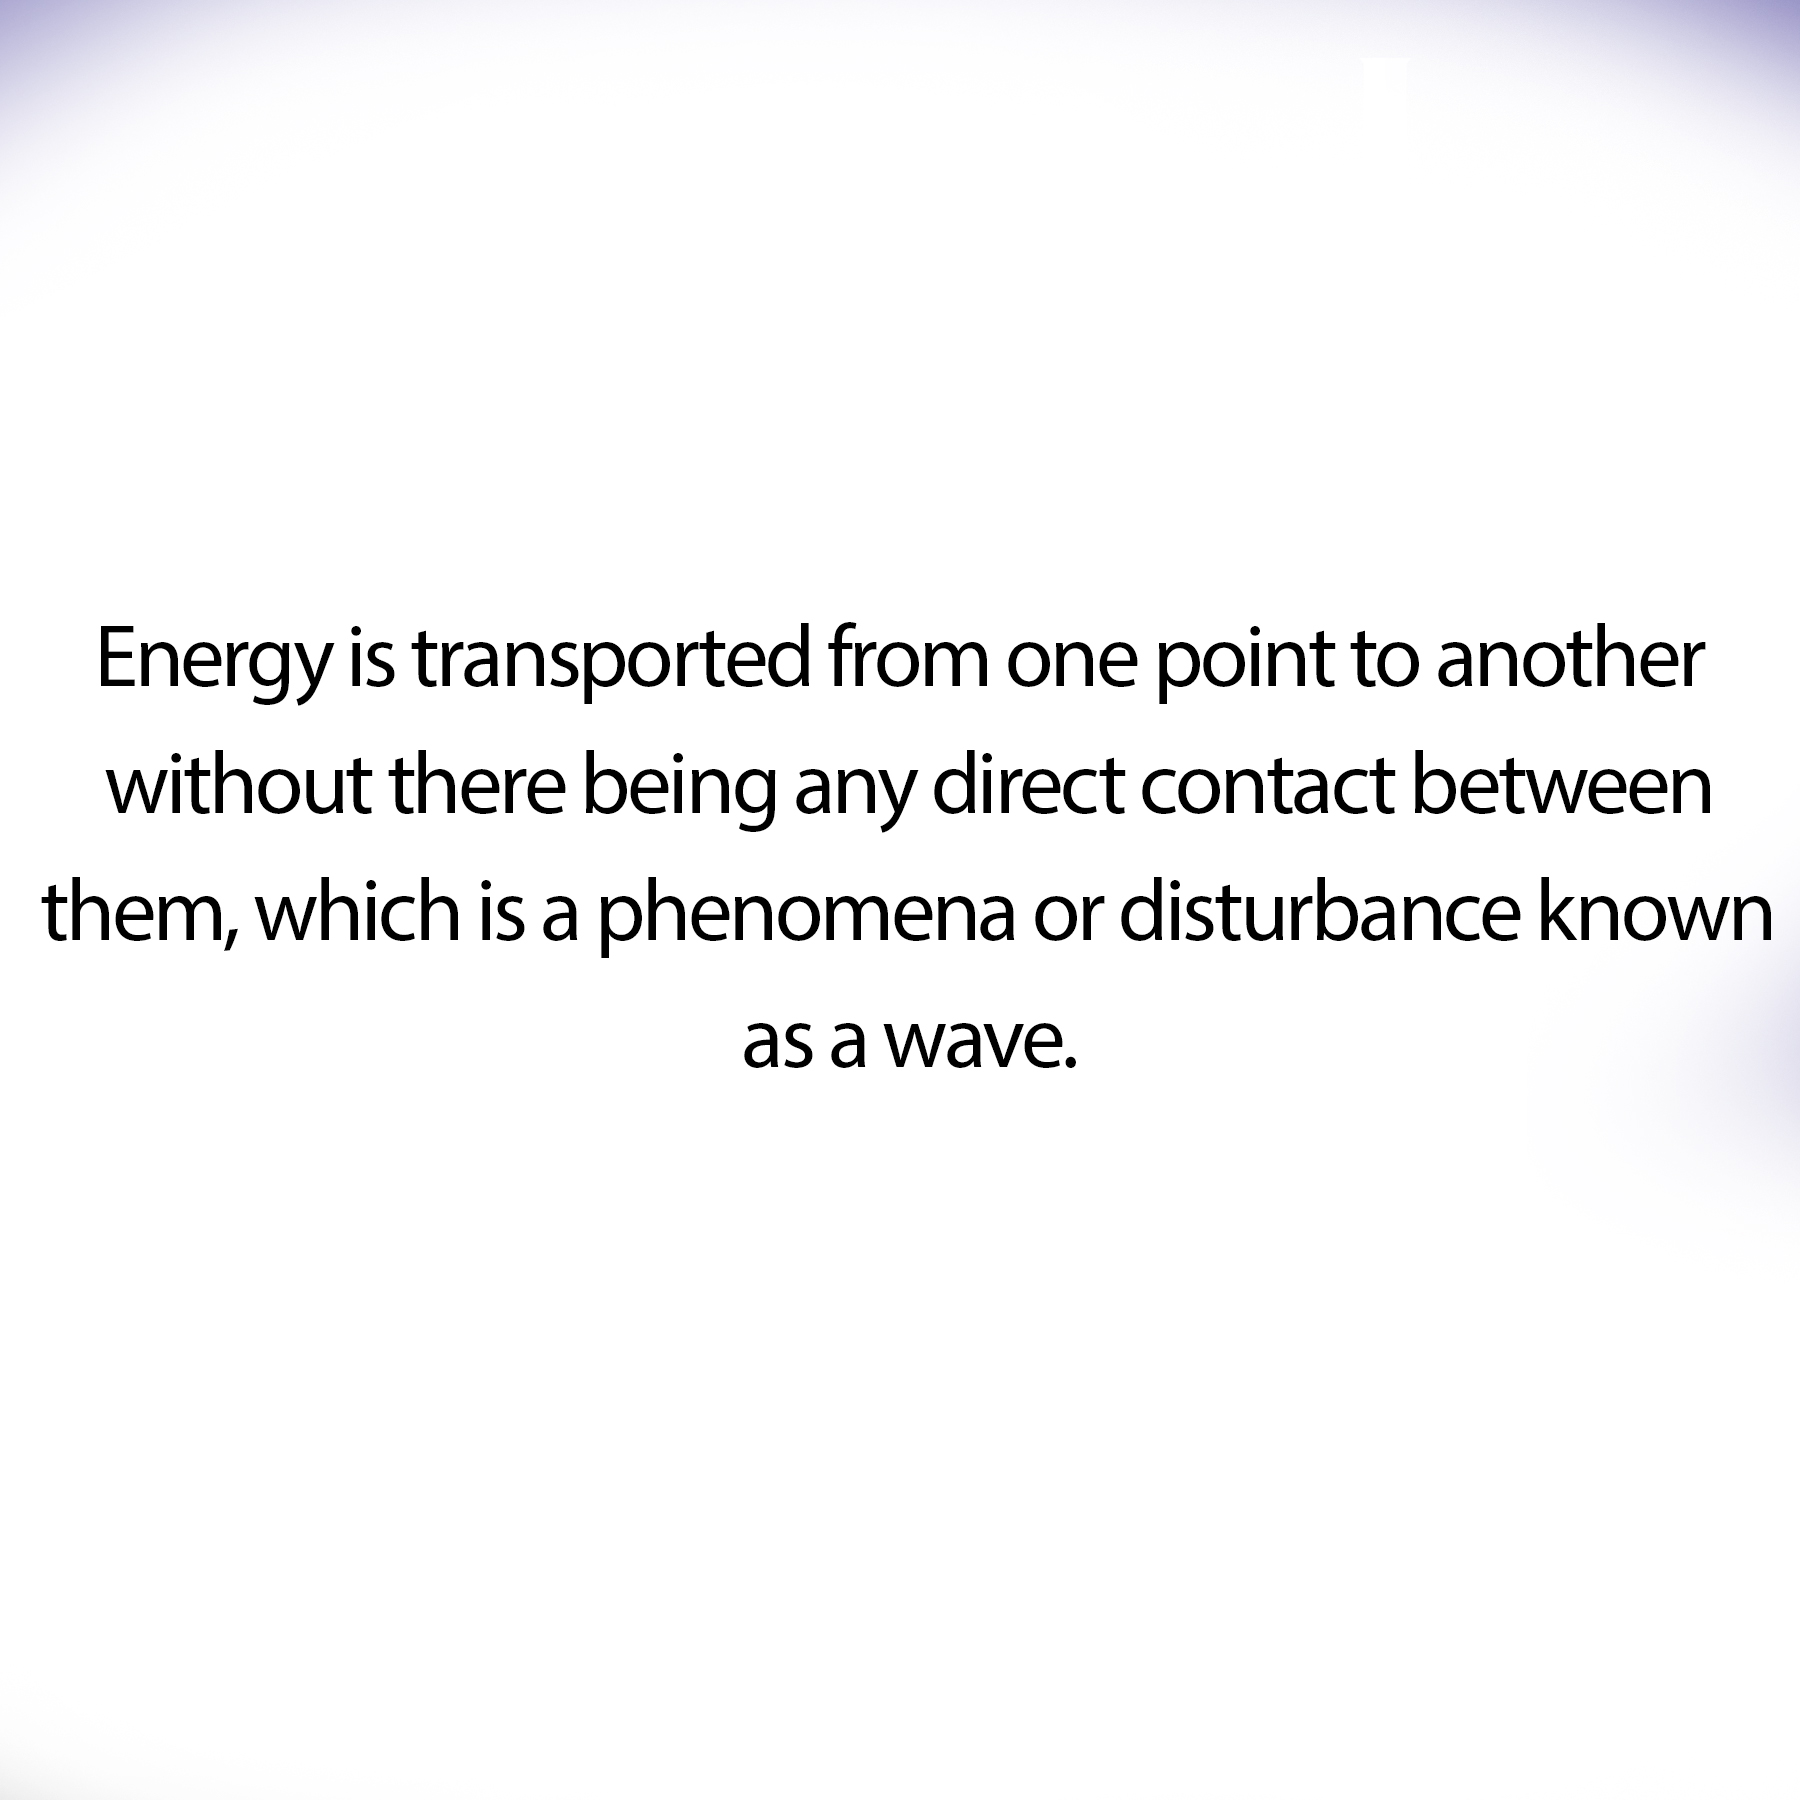 Energy is transported from one point to another
without there being any direct contact between
them, which is a phenomena or disturbance known
as a wave.